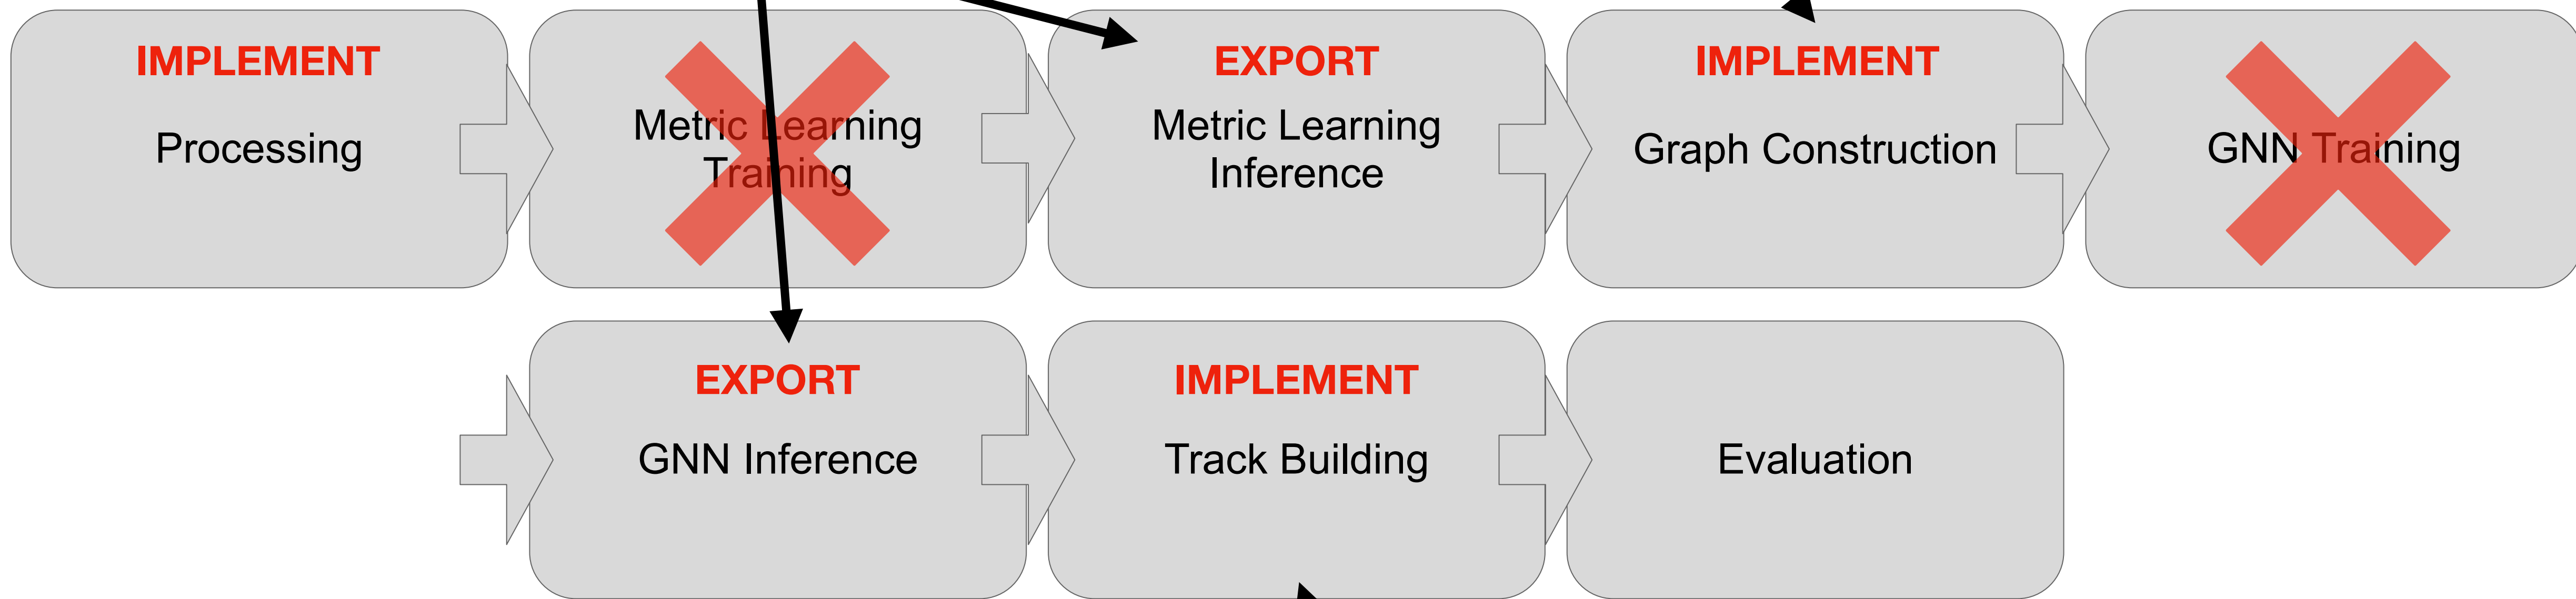 IMPLEMENT
Processing
Metric Learning
Training
EXPORT
Metric Learning
Inference
IMPLEMENT
Graph Construction
GNN Training
EXPORT
GNN Inference
IMPLEMENT
Track Building
Evaluation